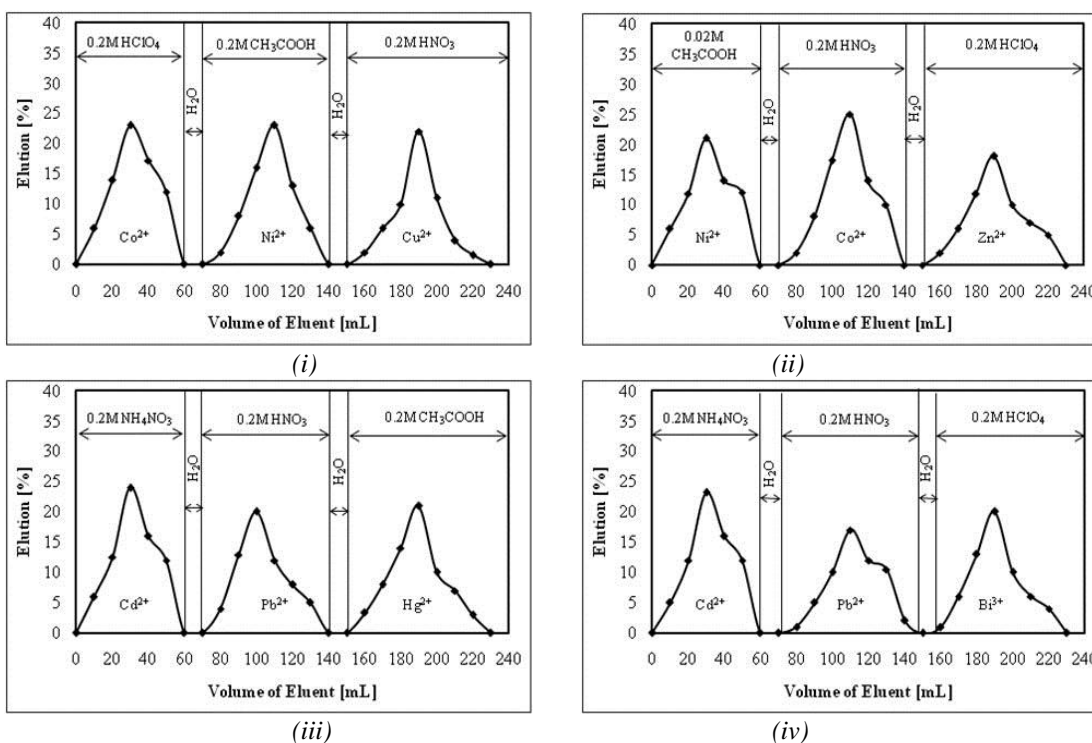 40
35
30
25
20
15
10
5
0
Elution [%]
0.2M HClO₄
H₂O
0.2M CH₃COOH
H₂O
0.2M HNO₃
Co²⁺
Ni²⁺
Cu²⁺
0 20 40 60 80 100 120 140 160 180 190 200 220 240
Volume of Eluent [mL]
(i)
40
35
30
25
20
15
10
5
0
Elution [%]
0.02M
CH₃COOH
H₂O
0.2M HNO₃
H₂O
0.2M HClO₄
Ni²⁺
Co²⁺
Zn²⁺
0 20 40 60 80 100 120 140 160 180 190 200 220 240
Volume of Eluent [mL]
(ii)
40
35
30
25
20
15
10
5
0
Elution [%]
0.2M NH₄NO₃
H₂O
0.2M HNO₃
H₂O
0.2M CH₃COOH
Cd²⁺
Pb²⁺
Hg²⁺
0 20 40 60 80 100 120 140 160 180 190 200 220 240
Volume of Eluent [mL]
(iii)
40
35
30
25
20
15
10
5
0
Elution [%]
0.2M NH₄NO₃
H₂O
0.2M HNO₃
H₂O
0.2M HClO₄
Cd²⁺
Pb²⁺
Bi³⁺
0 20 40 60 80 100 120 140 160 180 190 200 220 240
Volume of Eluent [mL]
(iv)